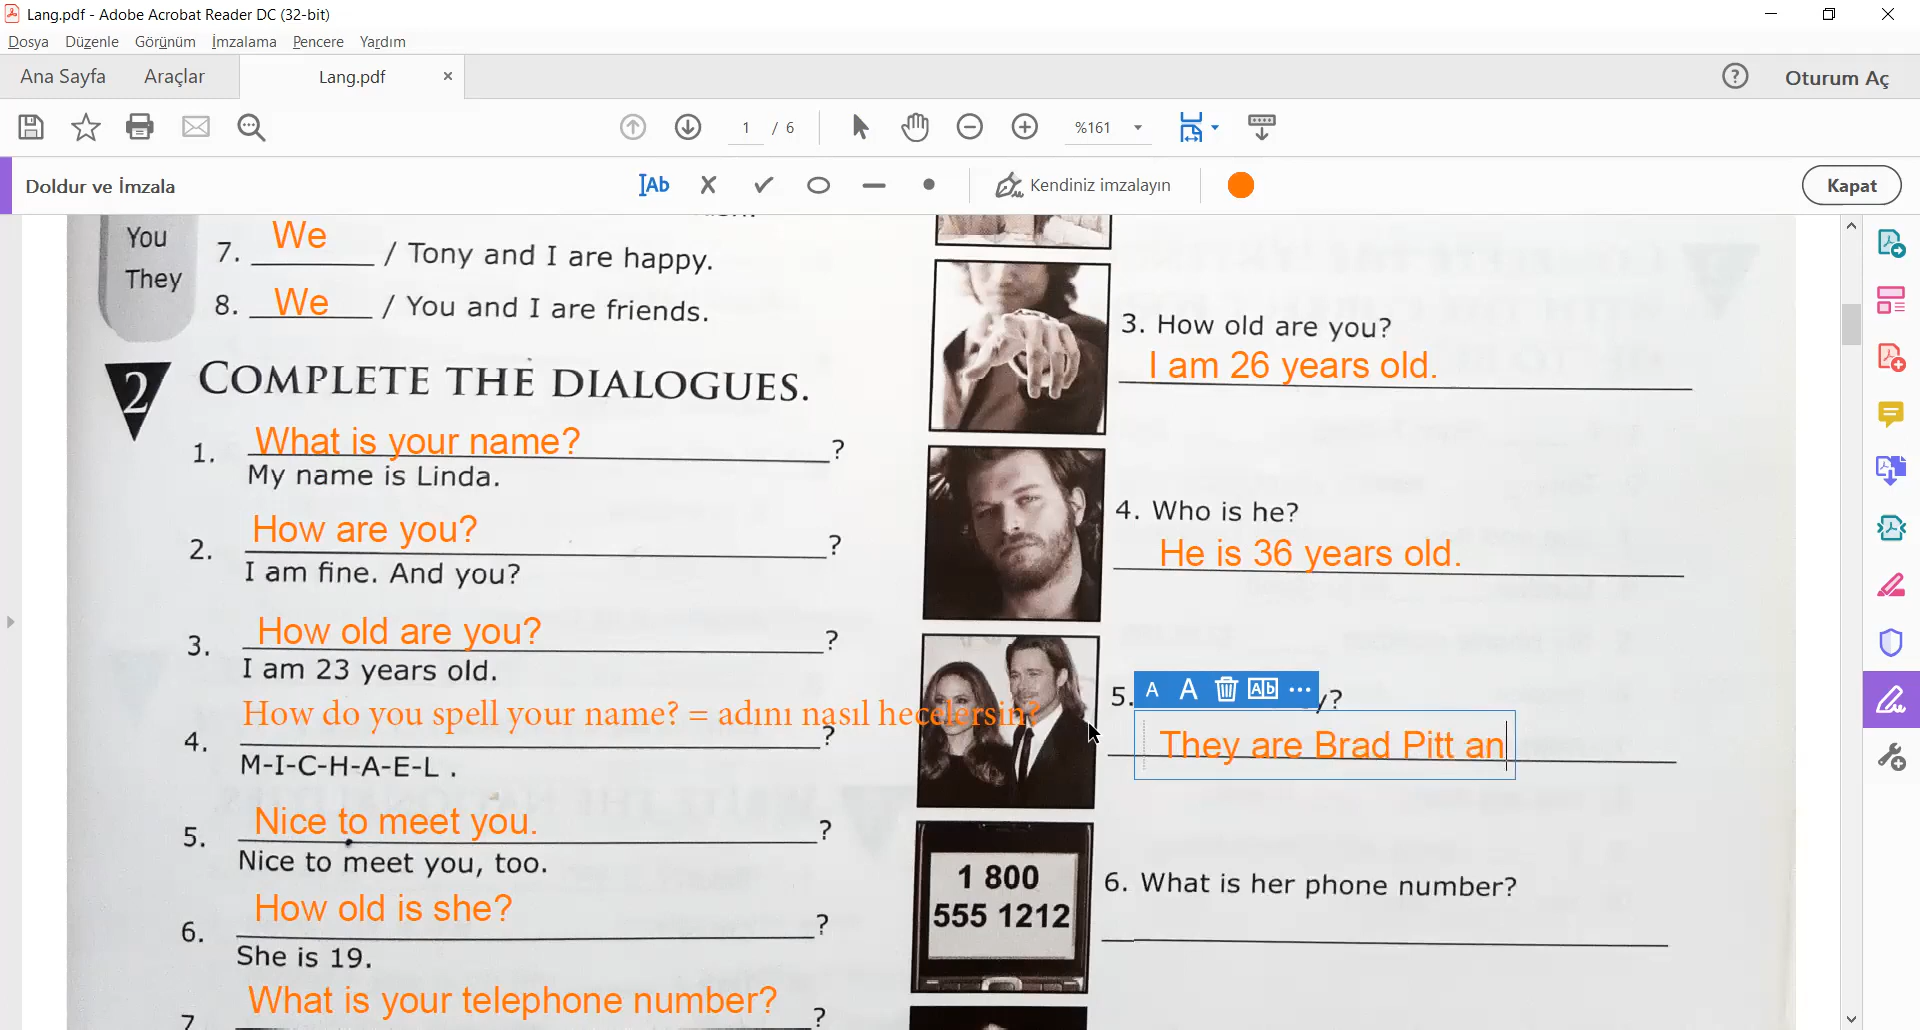 Lang.pdf - Adobe Acrobat Reader DC (32-bit)
Dosya Düzenle Görünüm İmzalama Pencere Yardım
Ana Sayfa Araçlar Lang.pdf × ? Oturum Aç
1 / 6 %161
Doldur ve İmzala Ab Kendiniz imzalayın Kapat
You
They
7. We / Tony and I are happy.
8. We / You and I are friends.
2 COMPLETE THE DIALOGUES.
1. What is your name? ?
My name is Linda.
2. How are you? ?
I am fine. And you?
3. How old are you? ?
I am 23 years old.
How do you spell your name? = adını nasıl hecelersin?
4. ?
M-I-C-H-A-E-L .
5. Nice to meet you. ?
Nice to meet you, too.
6. How old is she? ?
She is 19.
What is your telephone number?
7. ?
3. How old are you?
I am 26 years old.
4. Who is he?
He is 36 years old.
5. y?
A A Ab ...
They are Brad Pitt an
1 800
555 1212
6. What is her phone number?